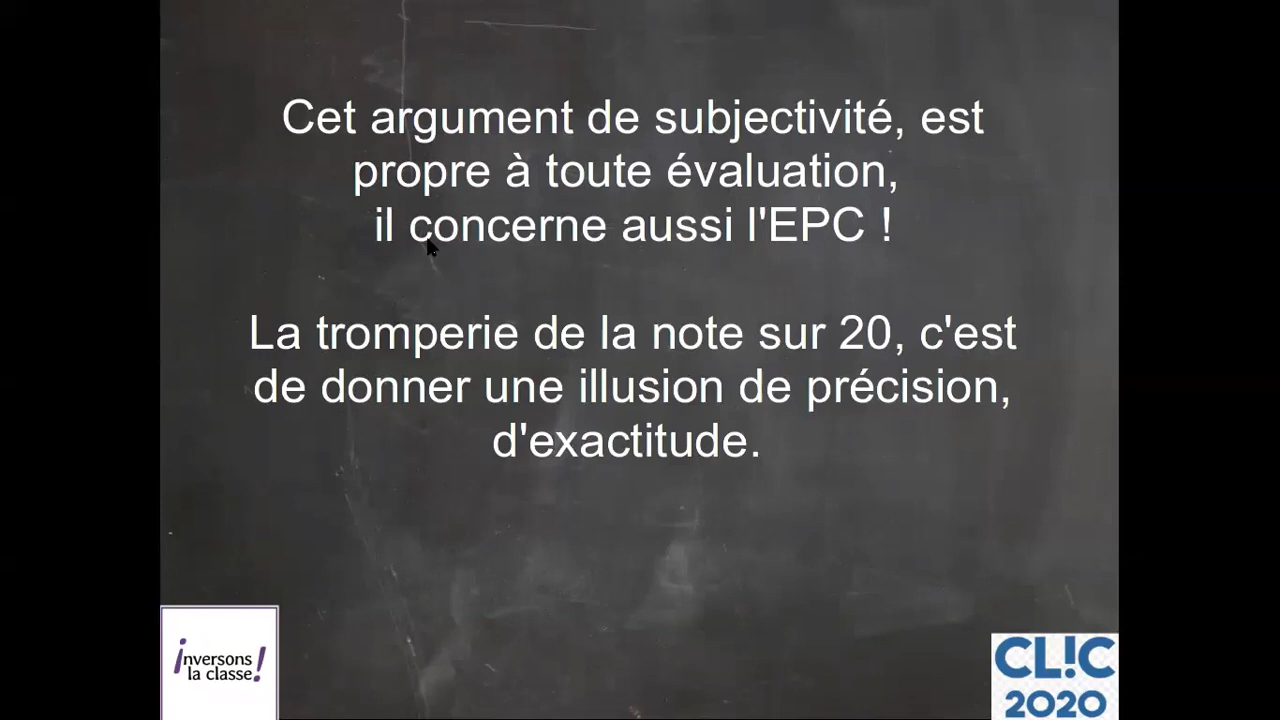 Cet argument de subjectivité, est
propre à toute évaluation,
il concerne aussi l'EPC !
La tromperie de la note sur 20, c'est
de donner une illusion de précision,
d'exactitude.
¡nversons
la classe!
CL!C
2020